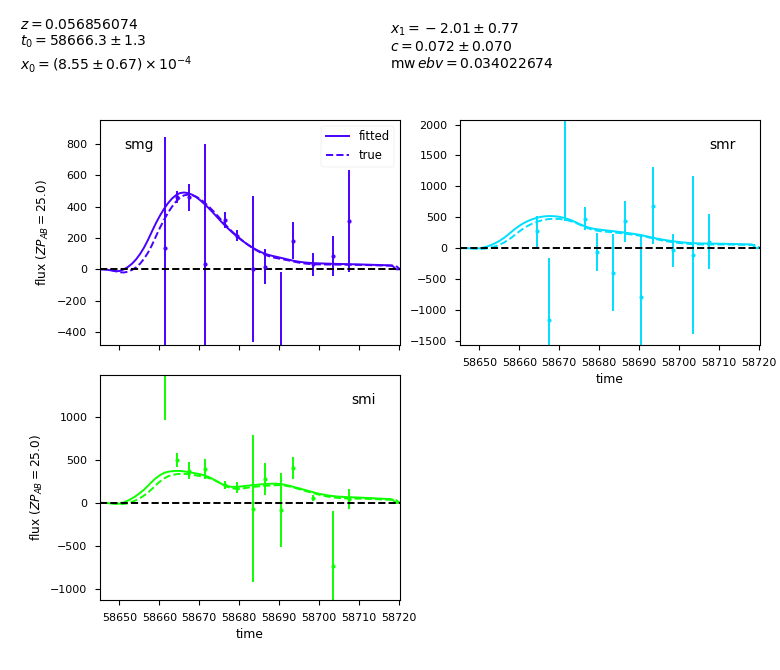 z = 0.056856074
t₀ = 58666.3 ± 1.3
x₀ = (8.55 ± 0.67) × 10⁻⁴
x₁ = −2.01 ± 0.77
c = 0.072 ± 0.070
mw ebv = 0.034022674
smg
fitted
true
800
600
400
200
0
−200
−400
flux (ZP_AB = 25.0)
smr
2000
1500
1000
500
0
−500
−1000
−1500
58650 58660 58670 58680 58690 58700 58710 58720
time
smi
1000
500
0
−500
−1000
flux (ZP_AB = 25.0)
58650 58660 58670 58680 58690 58700 58710 58720
time